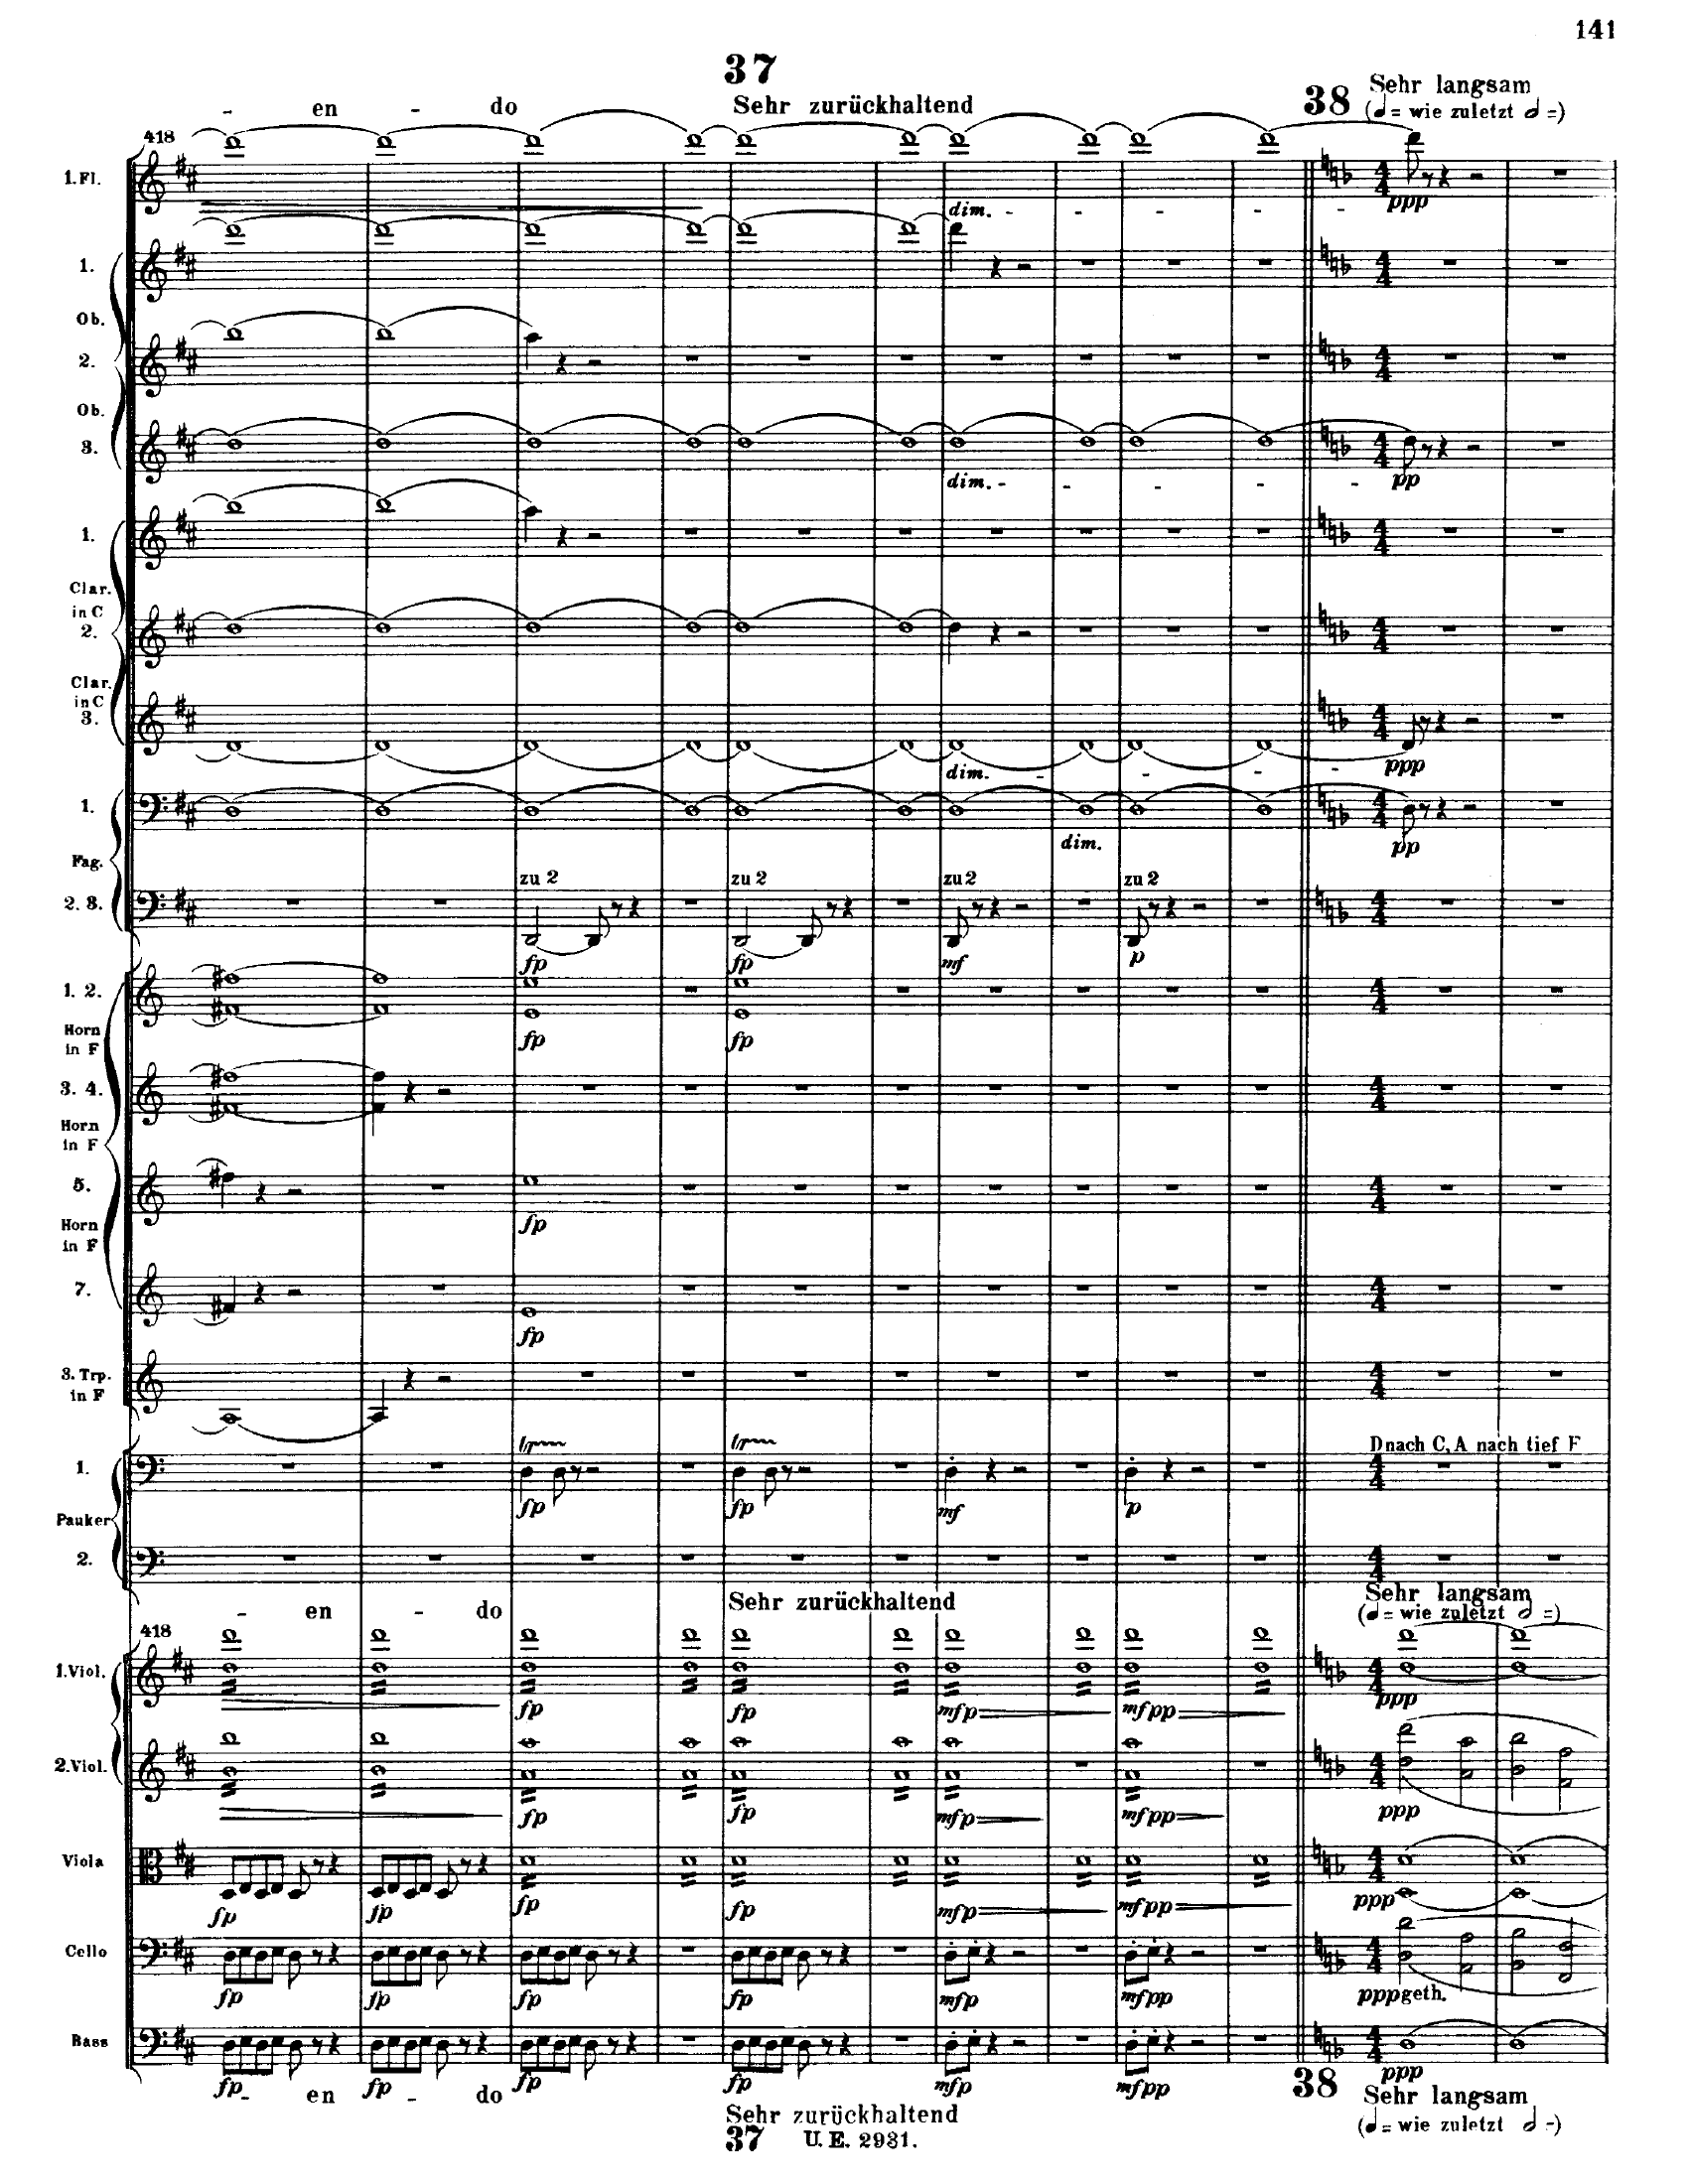 141
37
Sehr langsam
- en - do
Sehr zurückhaltend
38
(♩= wie zuletzt 𝅗𝅥 =)
418
1.Fl.
ppp
dim. - - - -
1.
Ob.
2.
Ob.
3.
dim. - - - - -
pp
1.
Clar.
in C
2.
Clar.
in C
3.
dim. - - - -
ppp
1.
dim.
pp
Fag.
zu 2
zu 2
zu 2
zu 2
2. 3.
fp
fp
mf
p
1. 2.
Horn
in F
fp
fp
3. 4.
Horn
in F
5.
fp
Horn
in F
7.
fp
3. Trp.
in F
D nach C, A nach tief F
1.
fp
fp
mf
p
Pauker
2.
Sehr langsam
- en - do
Sehr zurückhaltend
(♩= wie zuletzt 𝅗𝅥 =)
418
1.Viol.
fp
fp
mfp
mfpp
ppp
2.Viol.
fp
fp
mfp
mfpp
ppp
Viola
fp
fp
fp
fp
mfp
mfpp
ppp
Cello
fp
fp
fp
fp
mfp
mfpp
pppgeth.
Bass
fp
fp
fp
fp
mfp
mfpp
ppp
- en - do
38
Sehr langsam
Sehr zurückhaltend
(♩= wie zuletzt 𝅗𝅥 =)
37
U. E. 2931.